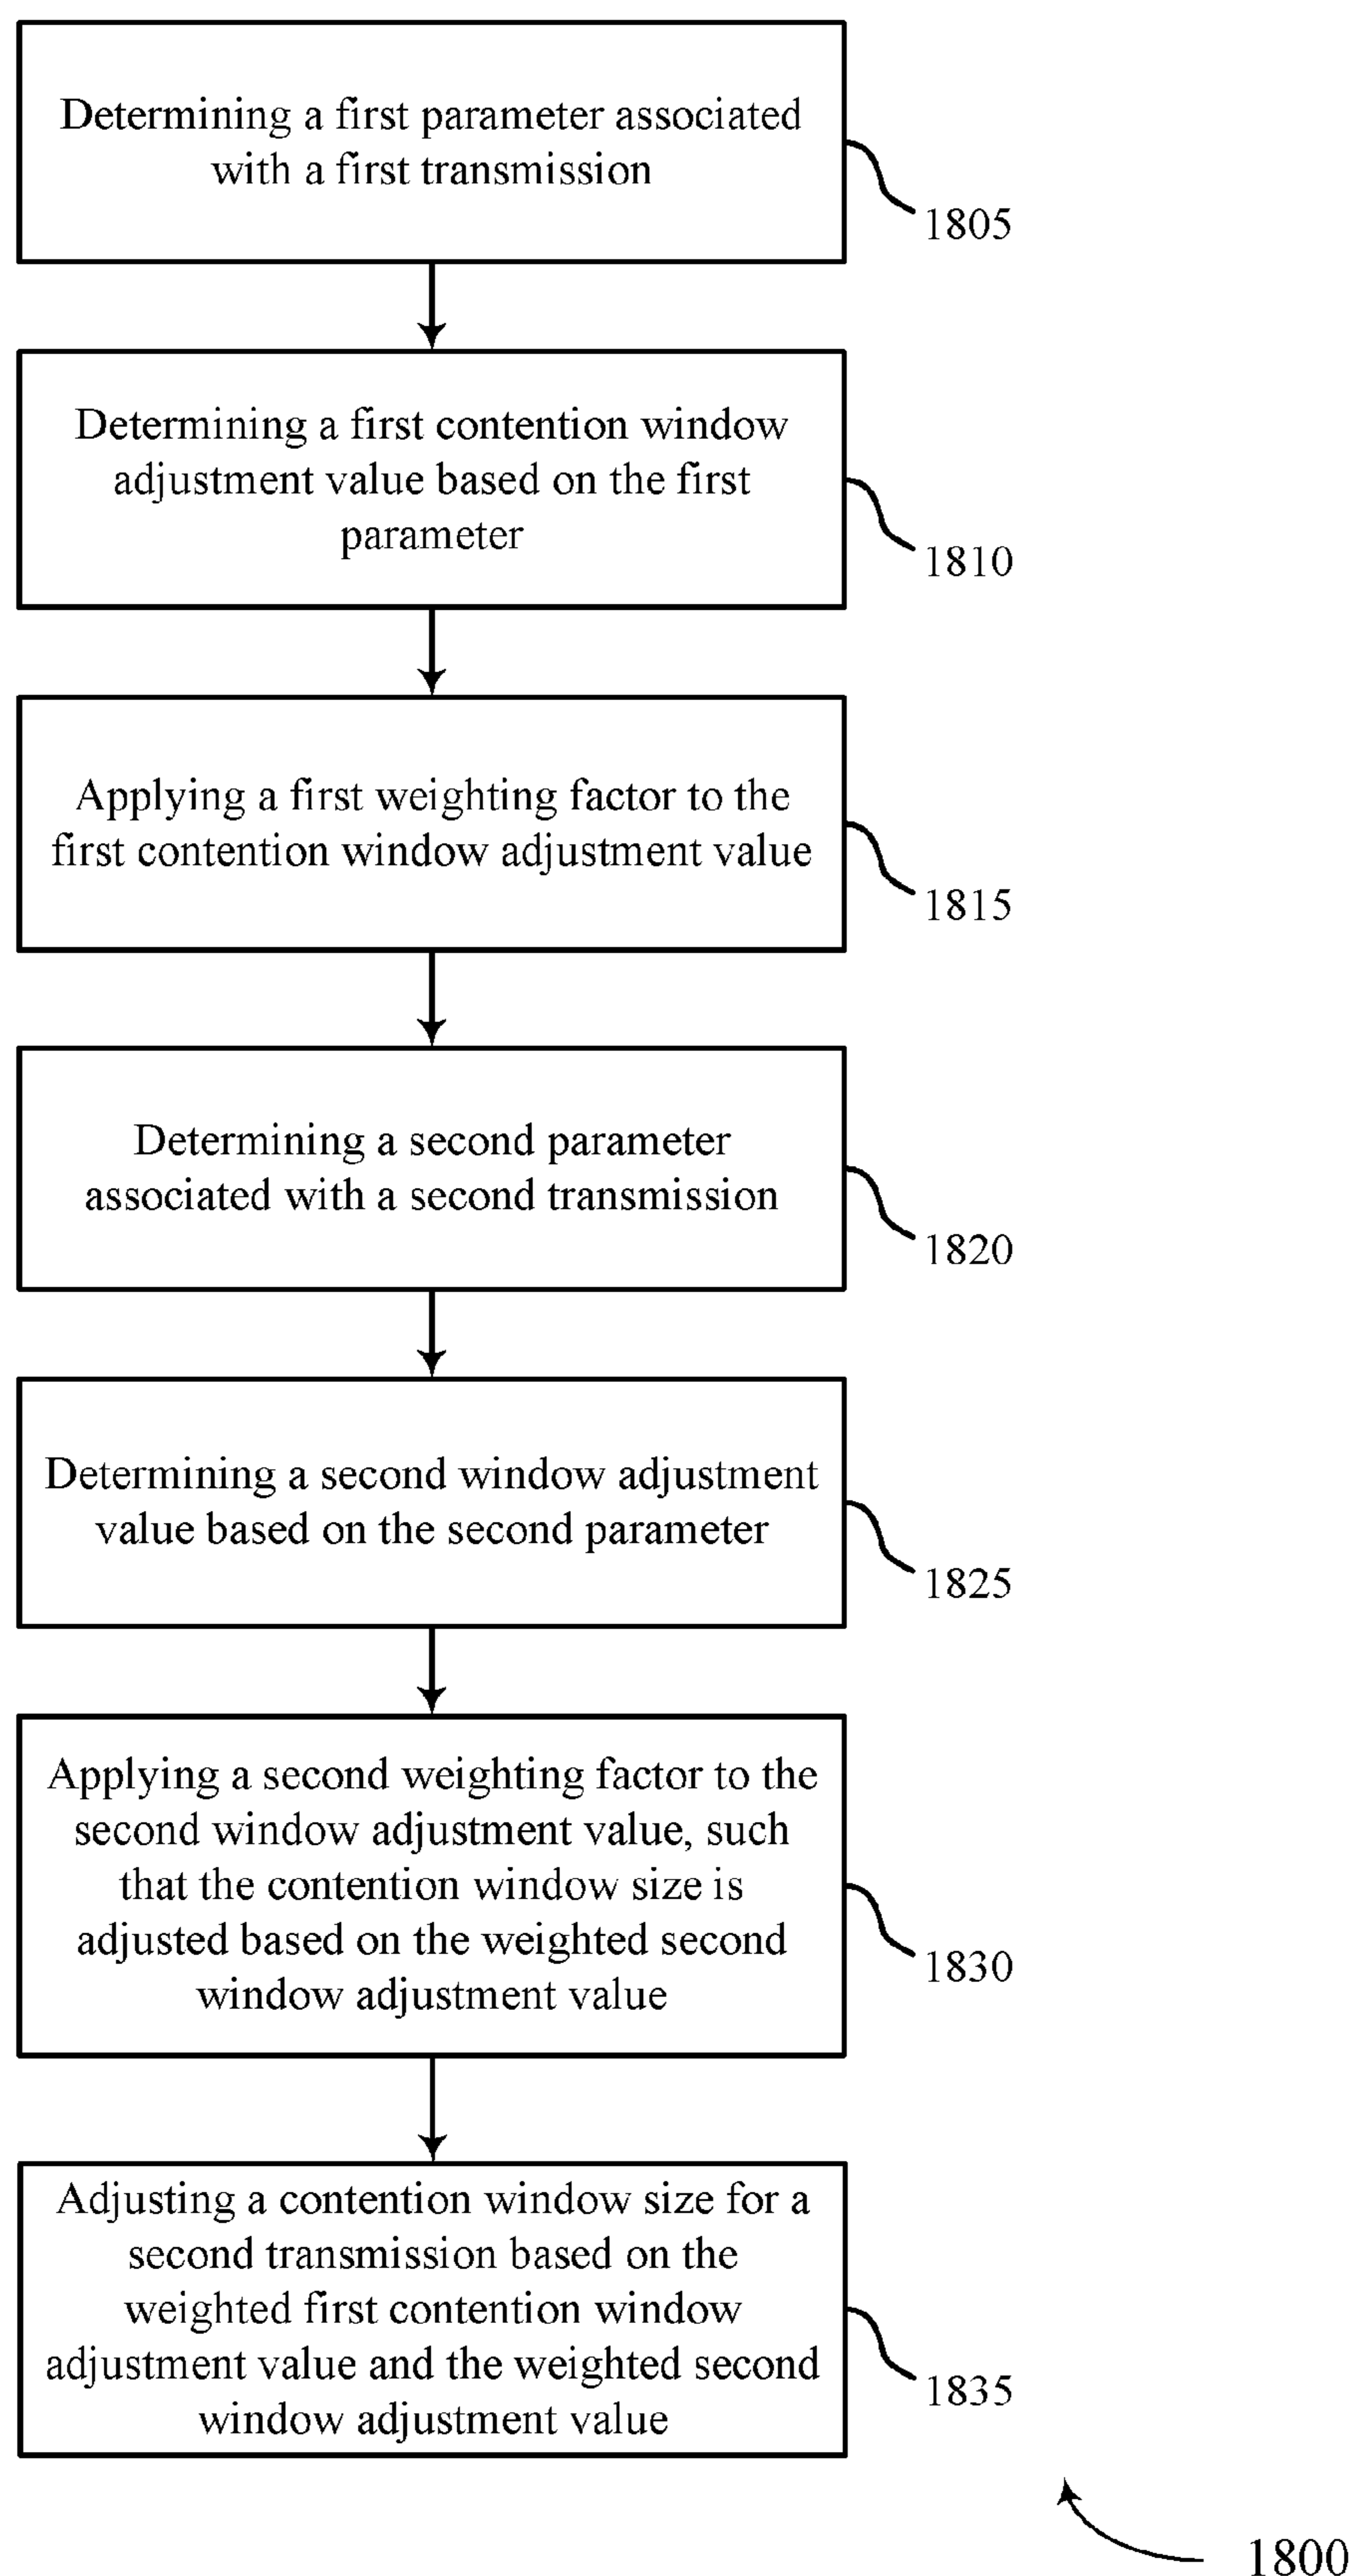 Determining a first parameter associated
with a first transmission
1805
Determining a first contention window
adjustment value based on the first
parameter
1810
Applying a first weighting factor to the
first contention window adjustment value
1815
Determining a second parameter
associated with a second transmission
1820
Determining a second window adjustment
value based on the second parameter
1825
Applying a second weighting factor to the
second window adjustment value, such
that the contention window size is
adjusted based on the weighted second
window adjustment value
1830
Adjusting a contention window size for a
second transmission based on the
weighted first contention window
adjustment value and the weighted second
window adjustment value
1835
1800